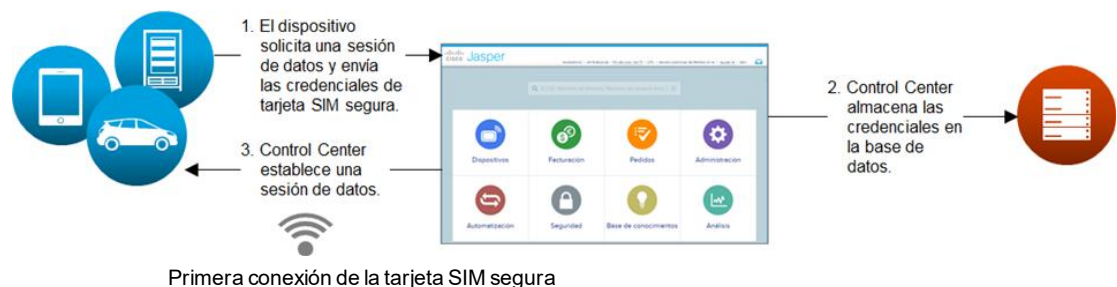 1. El dispositivo
solicita una sesión
de datos y envía
las credenciales de
tarjeta SIM segura.
cisco Jasper
Dispositivos
Facturación
Pedidos
Administración
Automatización
Seguridad
Base de conocimientos
Análisis
2. Control Center
almacena las
credenciales en
la base de
datos.
3. Control Center
establece una
sesión de datos.
Primera conexión de la tarjeta SIM segura